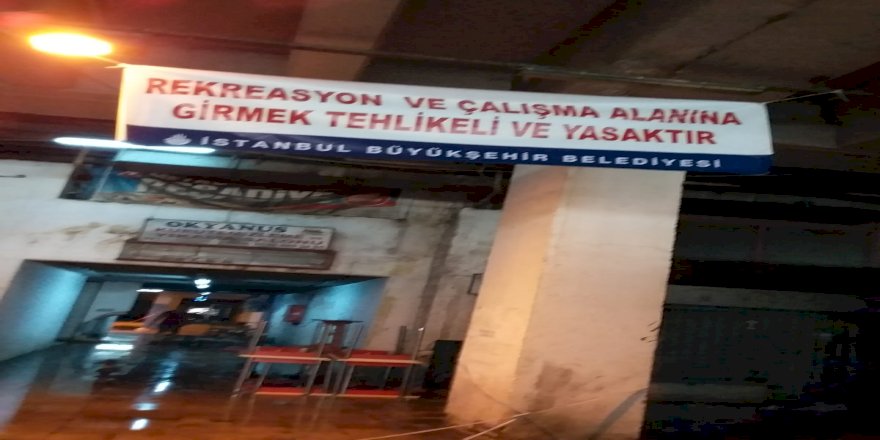 REKREASYON VE ÇALIŞMA ALANINA
GİRMEK TEHLİKELİ VE YASAKTIR
İSTANBUL BÜYÜKŞEHİR BELEDİYESİ
OKYANUS